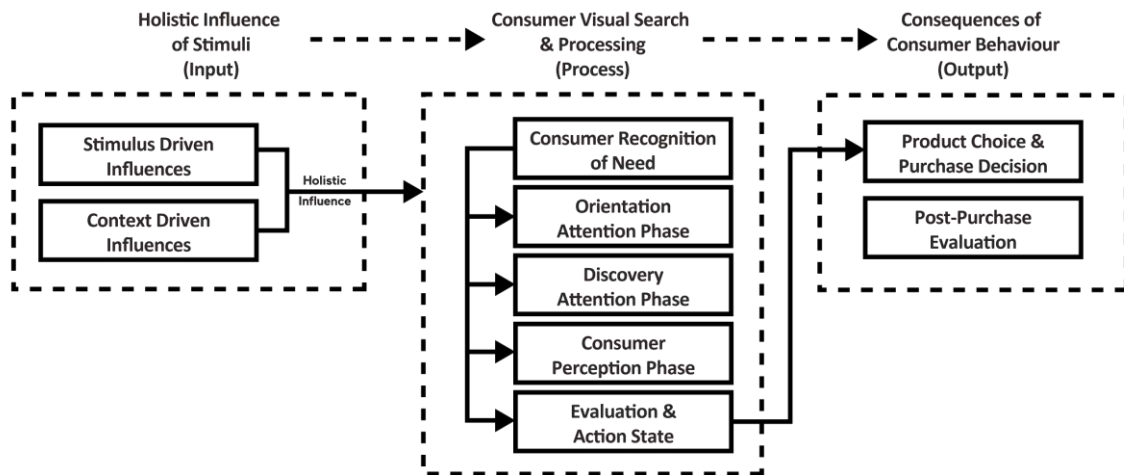 Holistic Influence
of Stimuli
(Input)
Consumer Visual Search
& Processing
(Process)
Consequences of
Consumer Behaviour
(Output)
Stimulus Driven
Influences
Context Driven
Influences
Holistic
Influence
Consumer Recognition
of Need
Orientation
Attention Phase
Discovery
Attention Phase
Consumer
Perception Phase
Evaluation &
Action State
Product Choice &
Purchase Decision
Post-Purchase
Evaluation